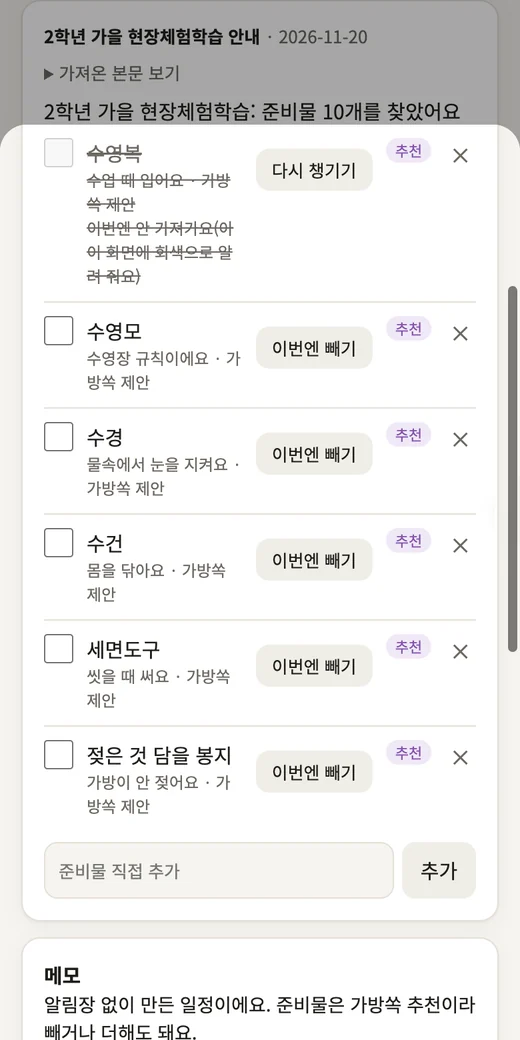 2학년 가을 현장체험학습 안내 · 2026-11-20
▶ 가져온 본문 보기
2학년 가을 현장체험학습: 준비물 10개를 찾았어요
수영복 다시 챙기기 추천 ×
수업 때 입어요 · 가방
쏙 제안
이번엔 안 가져가요(아
이 화면에 회색으로 알
려 줘요)
수영모 이번엔 빼기 추천 ×
수영장 규칙이에요 · 가
방쏙 제안
수경 이번엔 빼기 추천 ×
물속에서 눈을 지켜요 ·
가방쏙 제안
수건 이번엔 빼기 추천 ×
몸을 닦아요 · 가방쏙
제안
세면도구 이번엔 빼기 추천 ×
씻을 때 써요 · 가방쏙
제안
젖은 것 담을 봉지 이번엔 빼기 추천 ×
가방이 안 젖어요 · 가
방쏙 제안
준비물 직접 추가 추가
메모
알림장 없이 만든 일정이에요. 준비물은 가방쏙 추천이라
빼거나 더해도 돼요.